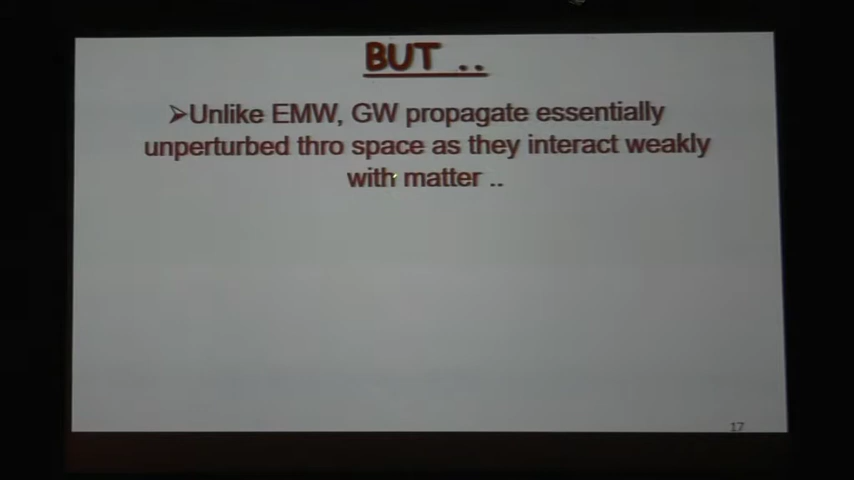 BUT ..
➢Unlike EMW, GW propagate essentially
unperturbed thro space as they interact weakly
with matter ..
17